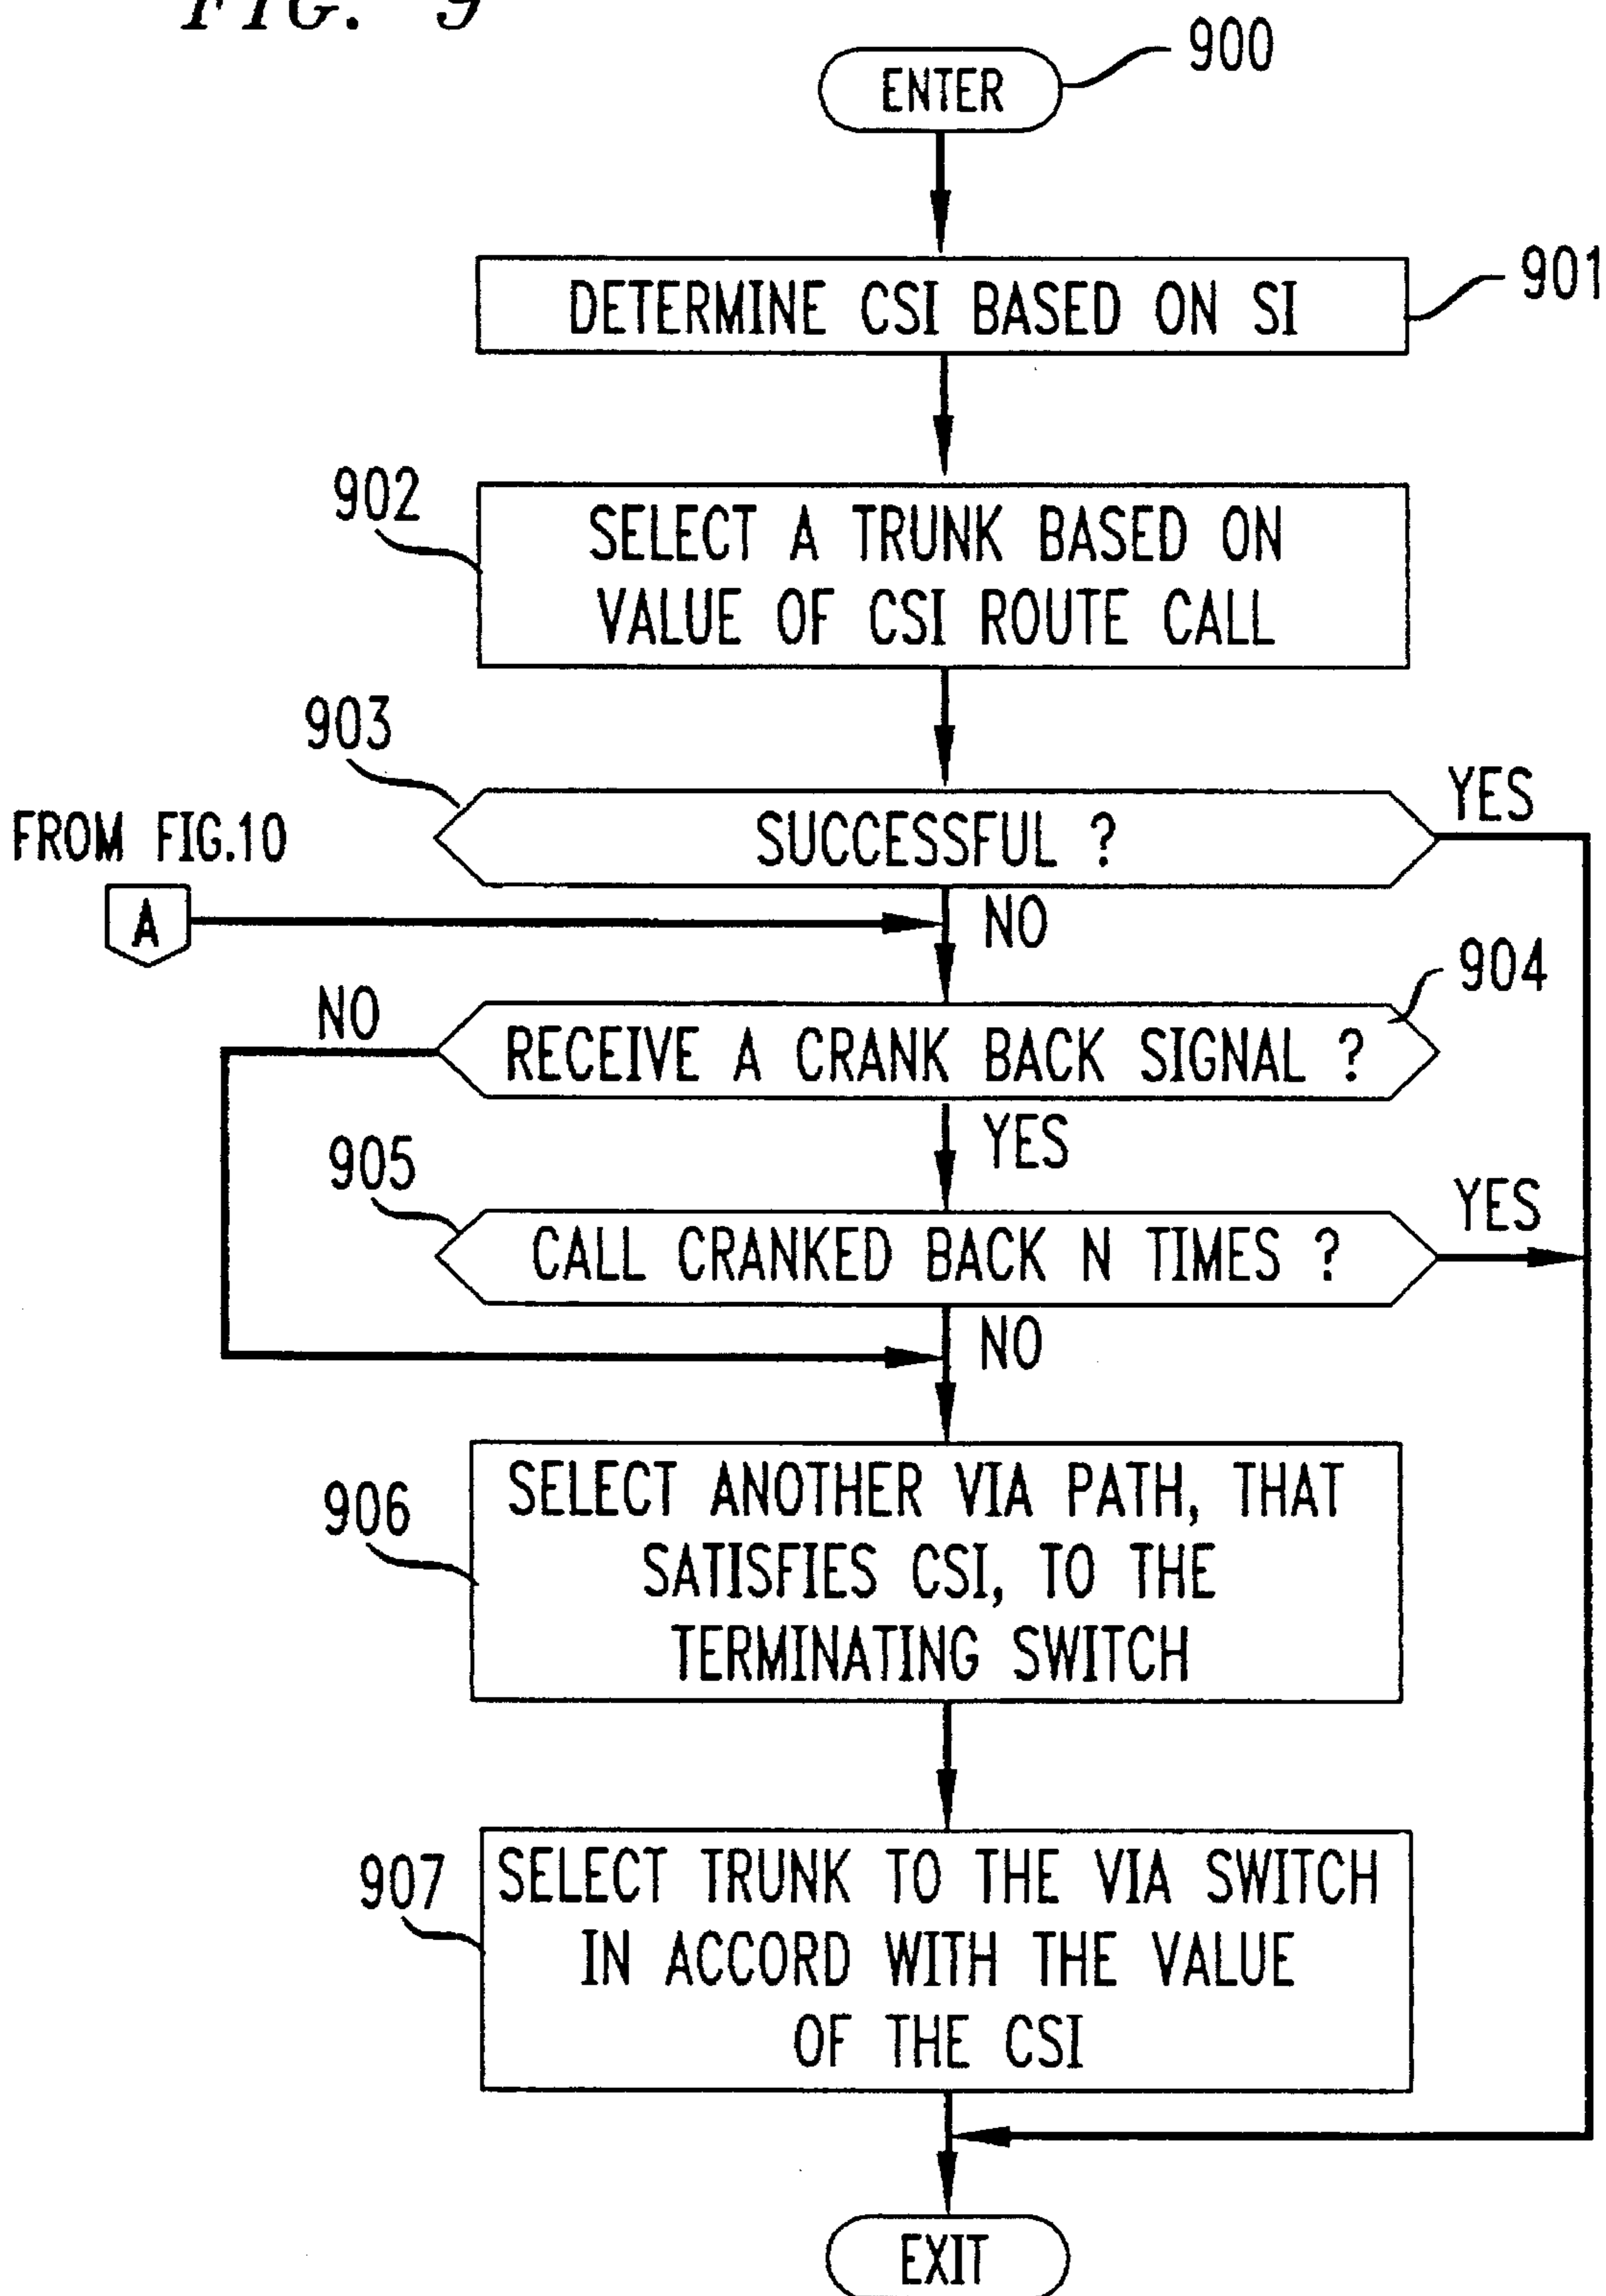 FIG. 9
900
ENTER
901
DETERMINE CSI BASED ON SI
902
SELECT A TRUNK BASED ON
VALUE OF CSI ROUTE CALL
903
SUCCESSFUL ?
YES
FROM FIG.10
A
NO
904
NO
RECEIVE A CRANK BACK SIGNAL ?
YES
905
CALL CRANKED BACK N TIMES ?
YES
NO
906
SELECT ANOTHER VIA PATH, THAT
SATISFIES CSI, TO THE
TERMINATING SWITCH
907
SELECT TRUNK TO THE VIA SWITCH
IN ACCORD WITH THE VALUE
OF THE CSI
EXIT